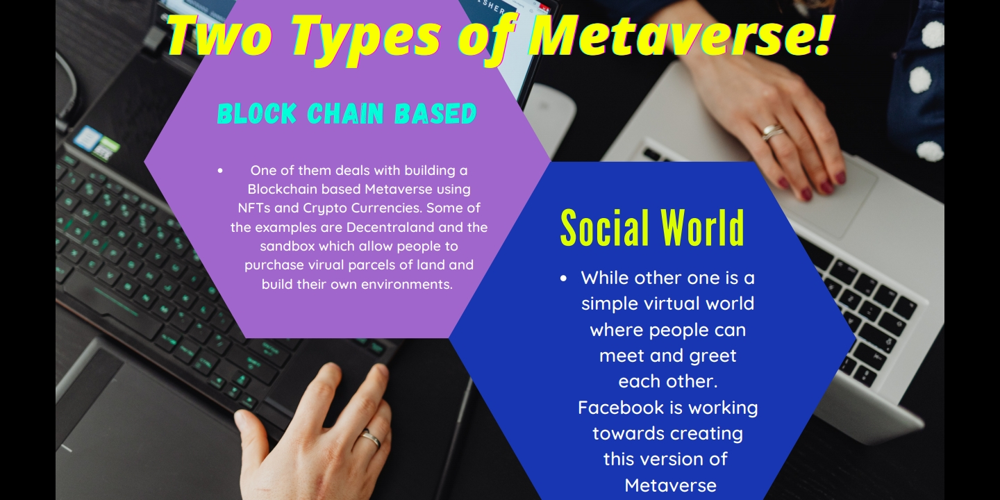 Two Types of Metaverse!
BLOCK CHAIN BASED
• One of them deals with building a
Blockchain based Metaverse using
NFTs and Crypto Currencies. Some of
the examples are Decentraland and the
sandbox which allow people to
purchase virual parcels of land and
build their own environments.
Social World
• While other one is a
simple virtual world
where people can
meet and greet
each other.
Facebook is working
towards creating
this version of
Metaverse